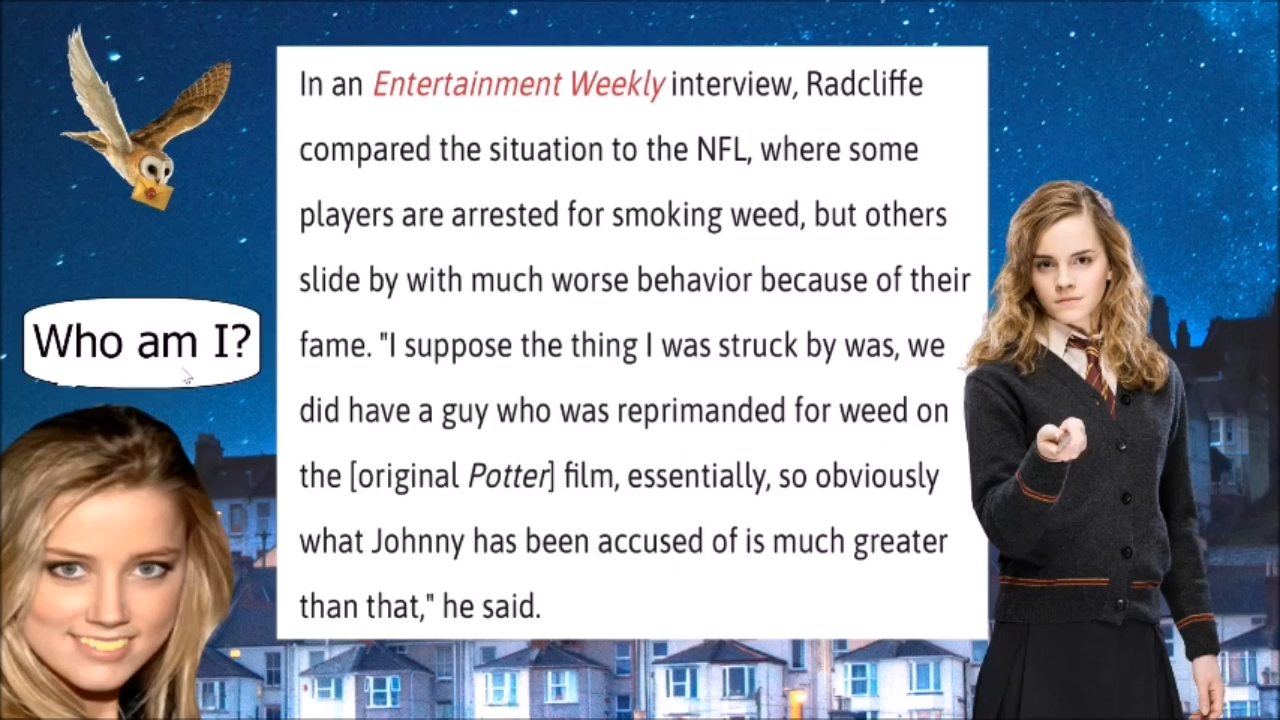 In an Entertainment Weekly interview, Radcliffe
compared the situation to the NFL, where some
players are arrested for smoking weed, but others
slide by with much worse behavior because of their
fame. "I suppose the thing I was struck by was, we
did have a guy who was reprimanded for weed on
the [original Potter] film, essentially, so obviously
what Johnny has been accused of is much greater
than that," he said.
Who am I?